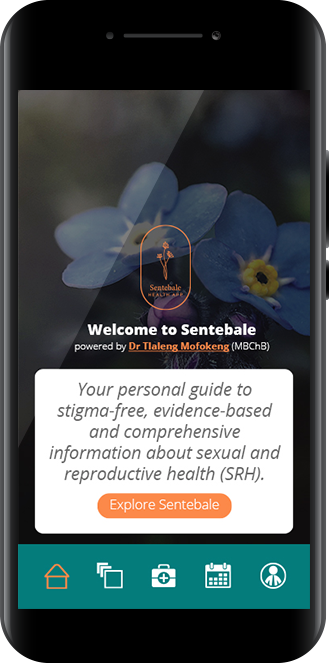 Sentebale
HEALTH APP
Welcome to Sentebale
powered by Dr Tlaleng Mofokeng (MBChB)
Your personal guide to
stigma-free, evidence-based
and comprehensive
information about sexual and
reproductive health (SRH).
Explore Sentebale